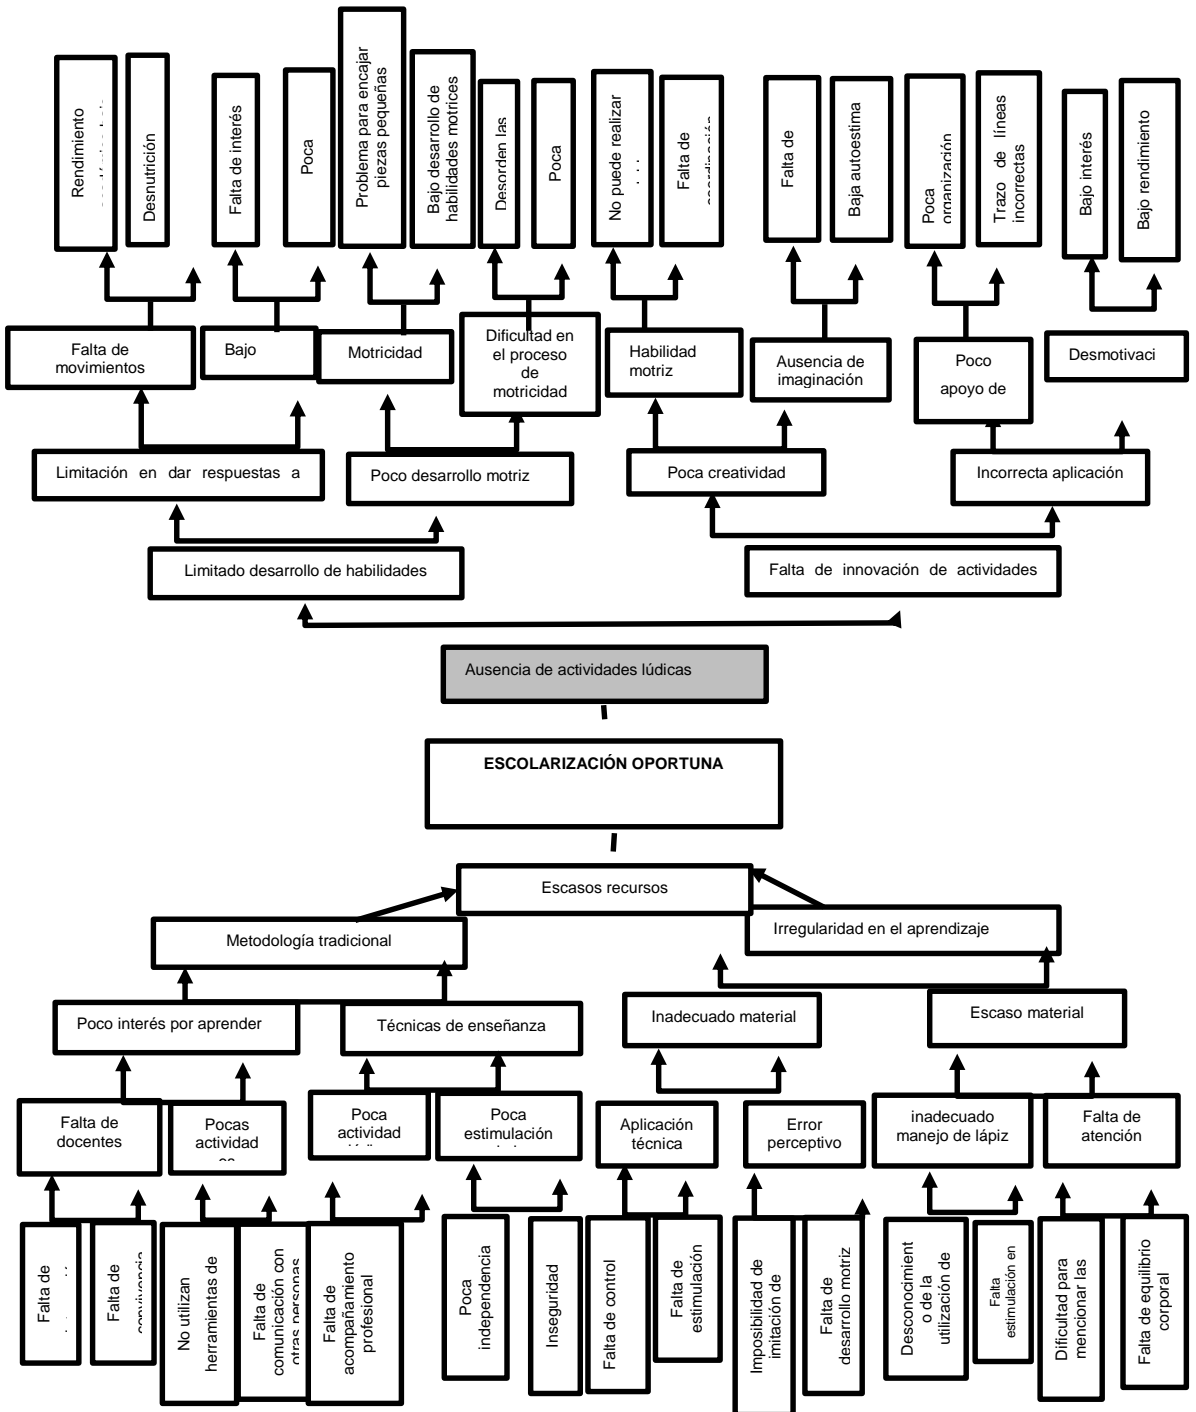 Rendimiento
Desnutrición
Falta de interés
Poca
Problema para encajar
piezas pequeñas
Bajo desarrollo de
habilidades motrices
Desorden las
Poca
No puede realizar
Falta de
coordinación
Falta de
Baja autoestima
Poca
organización
Trazo de líneas
incorrectas
Bajo interés
Bajo rendimiento
Falta de
movimientos
Bajo
Motricidad
Dificultad en
el proceso
de
motricidad
Habilidad
motriz
Ausencia de
imaginación
Poco
apoyo de
Desmotivaci
Limitación en dar respuestas a
Poco desarrollo motriz
Poca creatividad
Incorrecta aplicación
Limitado desarrollo de habilidades
Falta de innovación de actividades
Ausencia de actividades lúdicas
ESCOLARIZACIÓN OPORTUNA
Escasos recursos
Metodología tradicional
Irregularidad en el aprendizaje
Poco interés por aprender
Técnicas de enseñanza
Inadecuado material
Escaso material
Falta de
docentes
Pocas
actividad
Poca
actividad
Poca
estimulación
Aplicación
técnica
Error
perceptivo
inadecuado
manejo de lápiz
Falta de
atención
Falta de
Falta de
convivencia
No utilizan
herramientas de
Falta de
comunicación con
otras personas
Falta de
acompañamiento
profesional
Poca
independencia
Inseguridad
Falta de control
Falta de
estimulación
Imposibilidad de
imitación de
Falta de
desarrollo motriz
Desconocimient
o de la
utilización de
Falta
estimulación en
Dificultad para
mencionar las
Falta de equilibrio
corporal